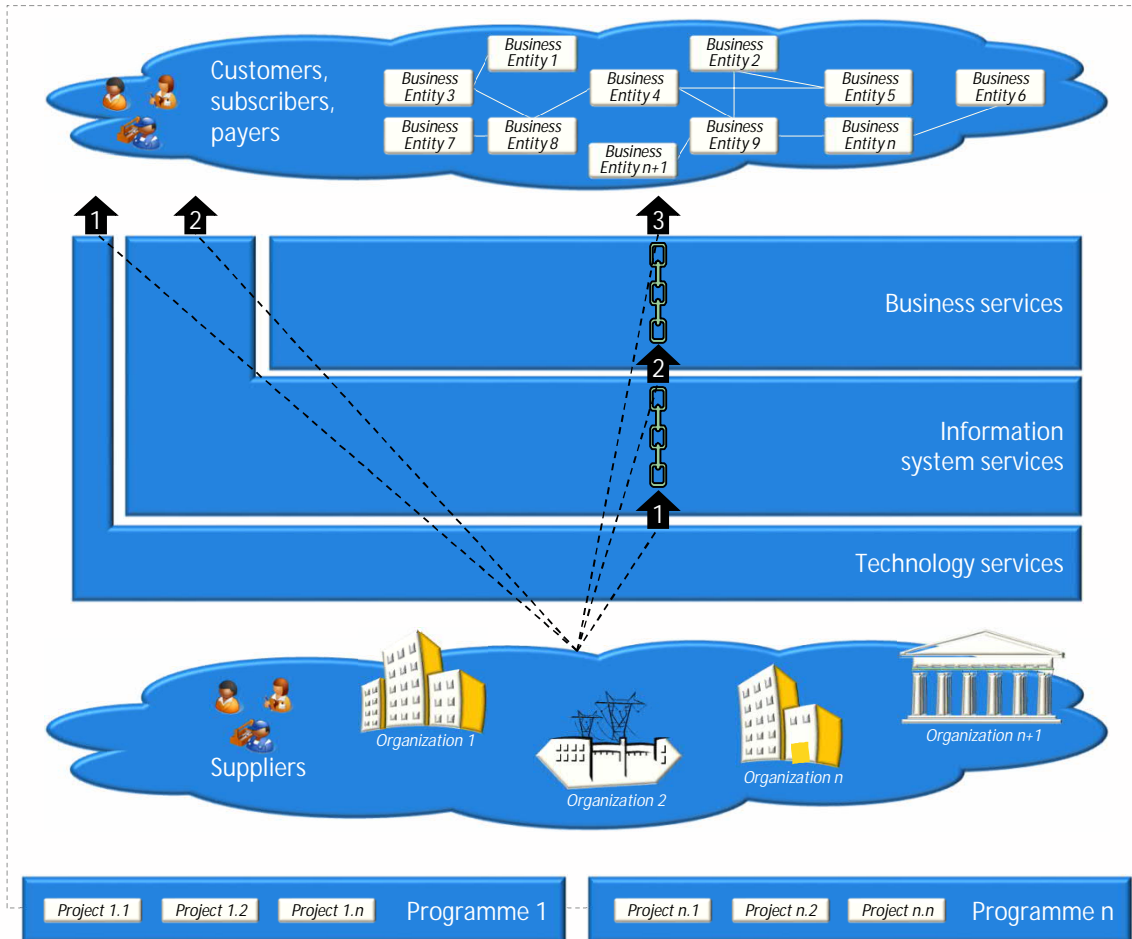 Customers,
subscribers,
payers
Business
Entity 1
Business
Entity 2
Business
Entity 3
Business
Entity 4
Business
Entity 5
Business
Entity 6
Business
Entity 7
Business
Entity 8
Business
Entity n+1
Business
Entity 9
Business
Entity n
1
2
3
Business services
2
Information
system services
1
Technology services
Suppliers
Organization 1
Organization 2
Organization n
Organization n+1
Project 1.1
Project 1.2
Project 1.n
Programme 1
Project n.1
Project n.2
Project n.n
Programme n